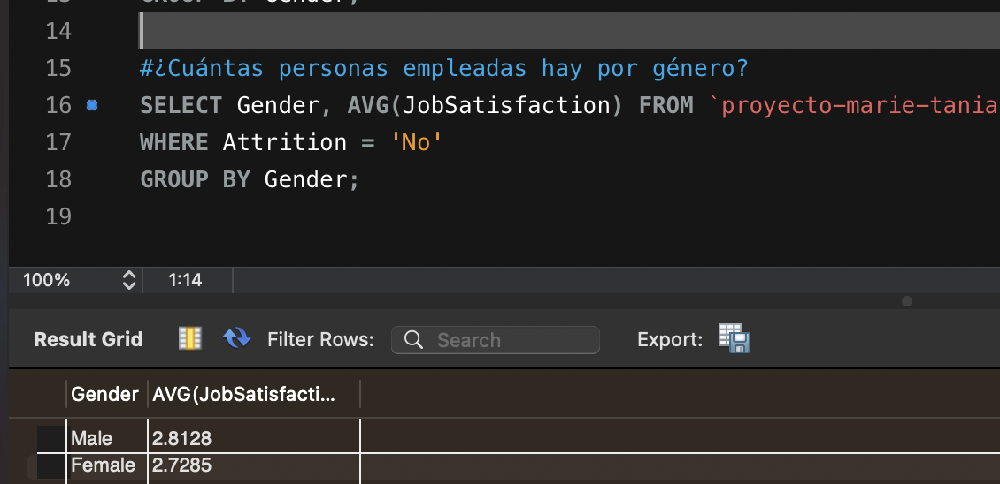 14
15 #¿Cuántas personas empleadas hay por género?
16 SELECT Gender, AVG(JobSatisfaction) FROM `proyecto-marie-tania
17 WHERE Attrition = 'No'
18 GROUP BY Gender;
19
100% 1:14
Result Grid Filter Rows: Search Export:
Gender AVG(JobSatisfacti...
Male 2.8128
Female 2.7285